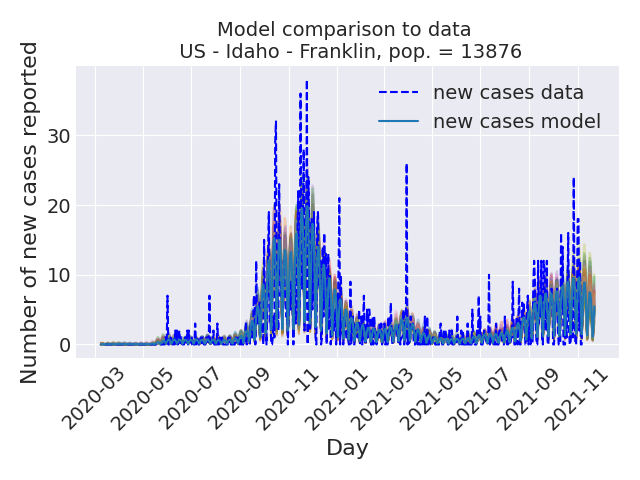 Model comparison to data
US - Idaho - Franklin, pop. = 13876
new cases data
new cases model
Number of new cases reported
30
20
10
0
2020-03
2020-05
2020-07
2020-09
2020-11
2021-01
2021-03
2021-05
2021-07
2021-09
2021-11
Day